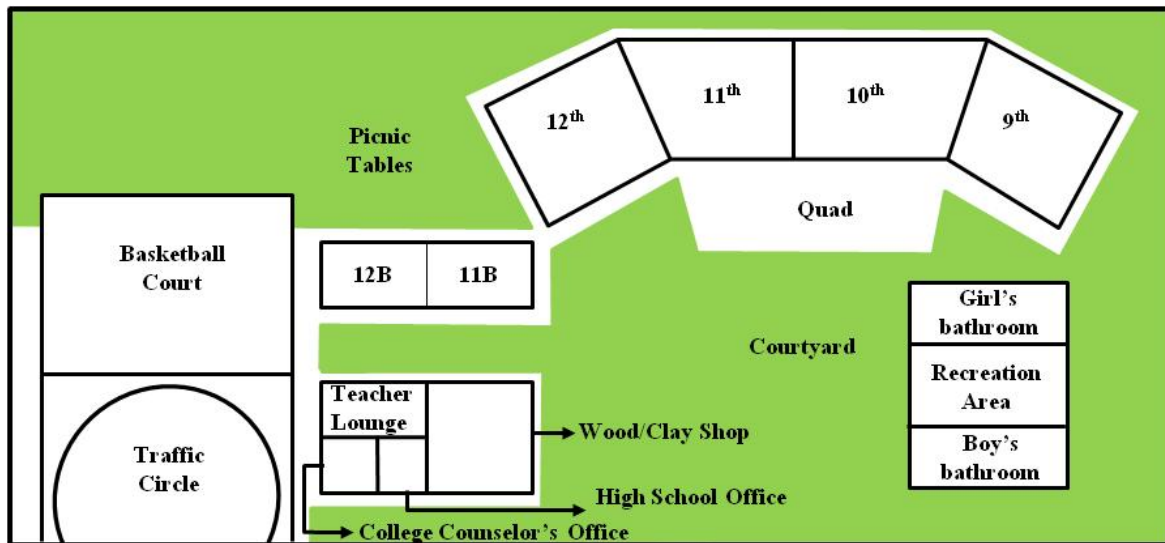 12th
11th
10th
9th
Picnic
Tables
Quad
Basketball
Court
12B
11B
Girl's
bathroom
Courtyard
Recreation
Area
Teacher
Lounge
Wood/Clay Shop
Boy's
bathroom
Traffic
Circle
High School Office
College Counselor's Office